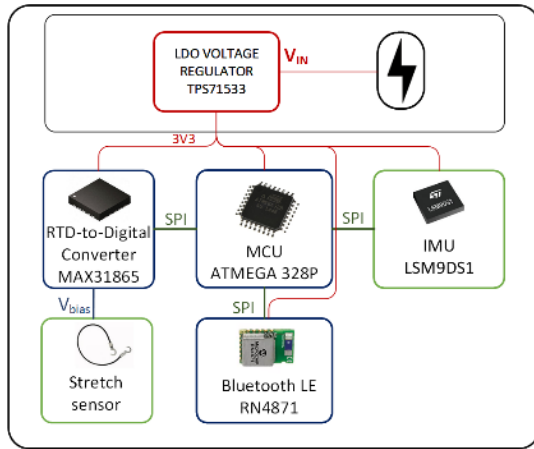 LDO VOLTAGE
REGULATOR
TPS71533
VIN
3V3
RTD-to-Digital
Converter
MAX31865
SPI
MCU
ATMEGA 328P
SPI
IMU
LSM9DS1
Vbias
SPI
Stretch
sensor
Bluetooth LE
RN4871